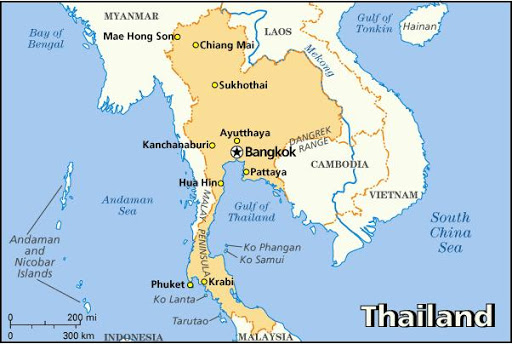 MYANMAR
LAOS
Gulf of
Tonkin
Hainan
Bay of
Bengal
Mae Hong Son
Chiang Mai
Mekong
Sukhothai
Ayutthaya
DANGREK
RANGE
Kanchanaburi
Bangkok
CAMBODIA
Pattaya
Hua Hin
VIETNAM
Andaman
Sea
MALAY PENINSULA
Gulf of
Thailand
South
China
Sea
Andaman
and
Nicobar
Islands
Ko Phangan
Ko Samui
Phuket
Krabi
Ko Lanta
Tarutao
0 200 mi
0 300 km
INDONESIA
MALAYSIA
Thailand